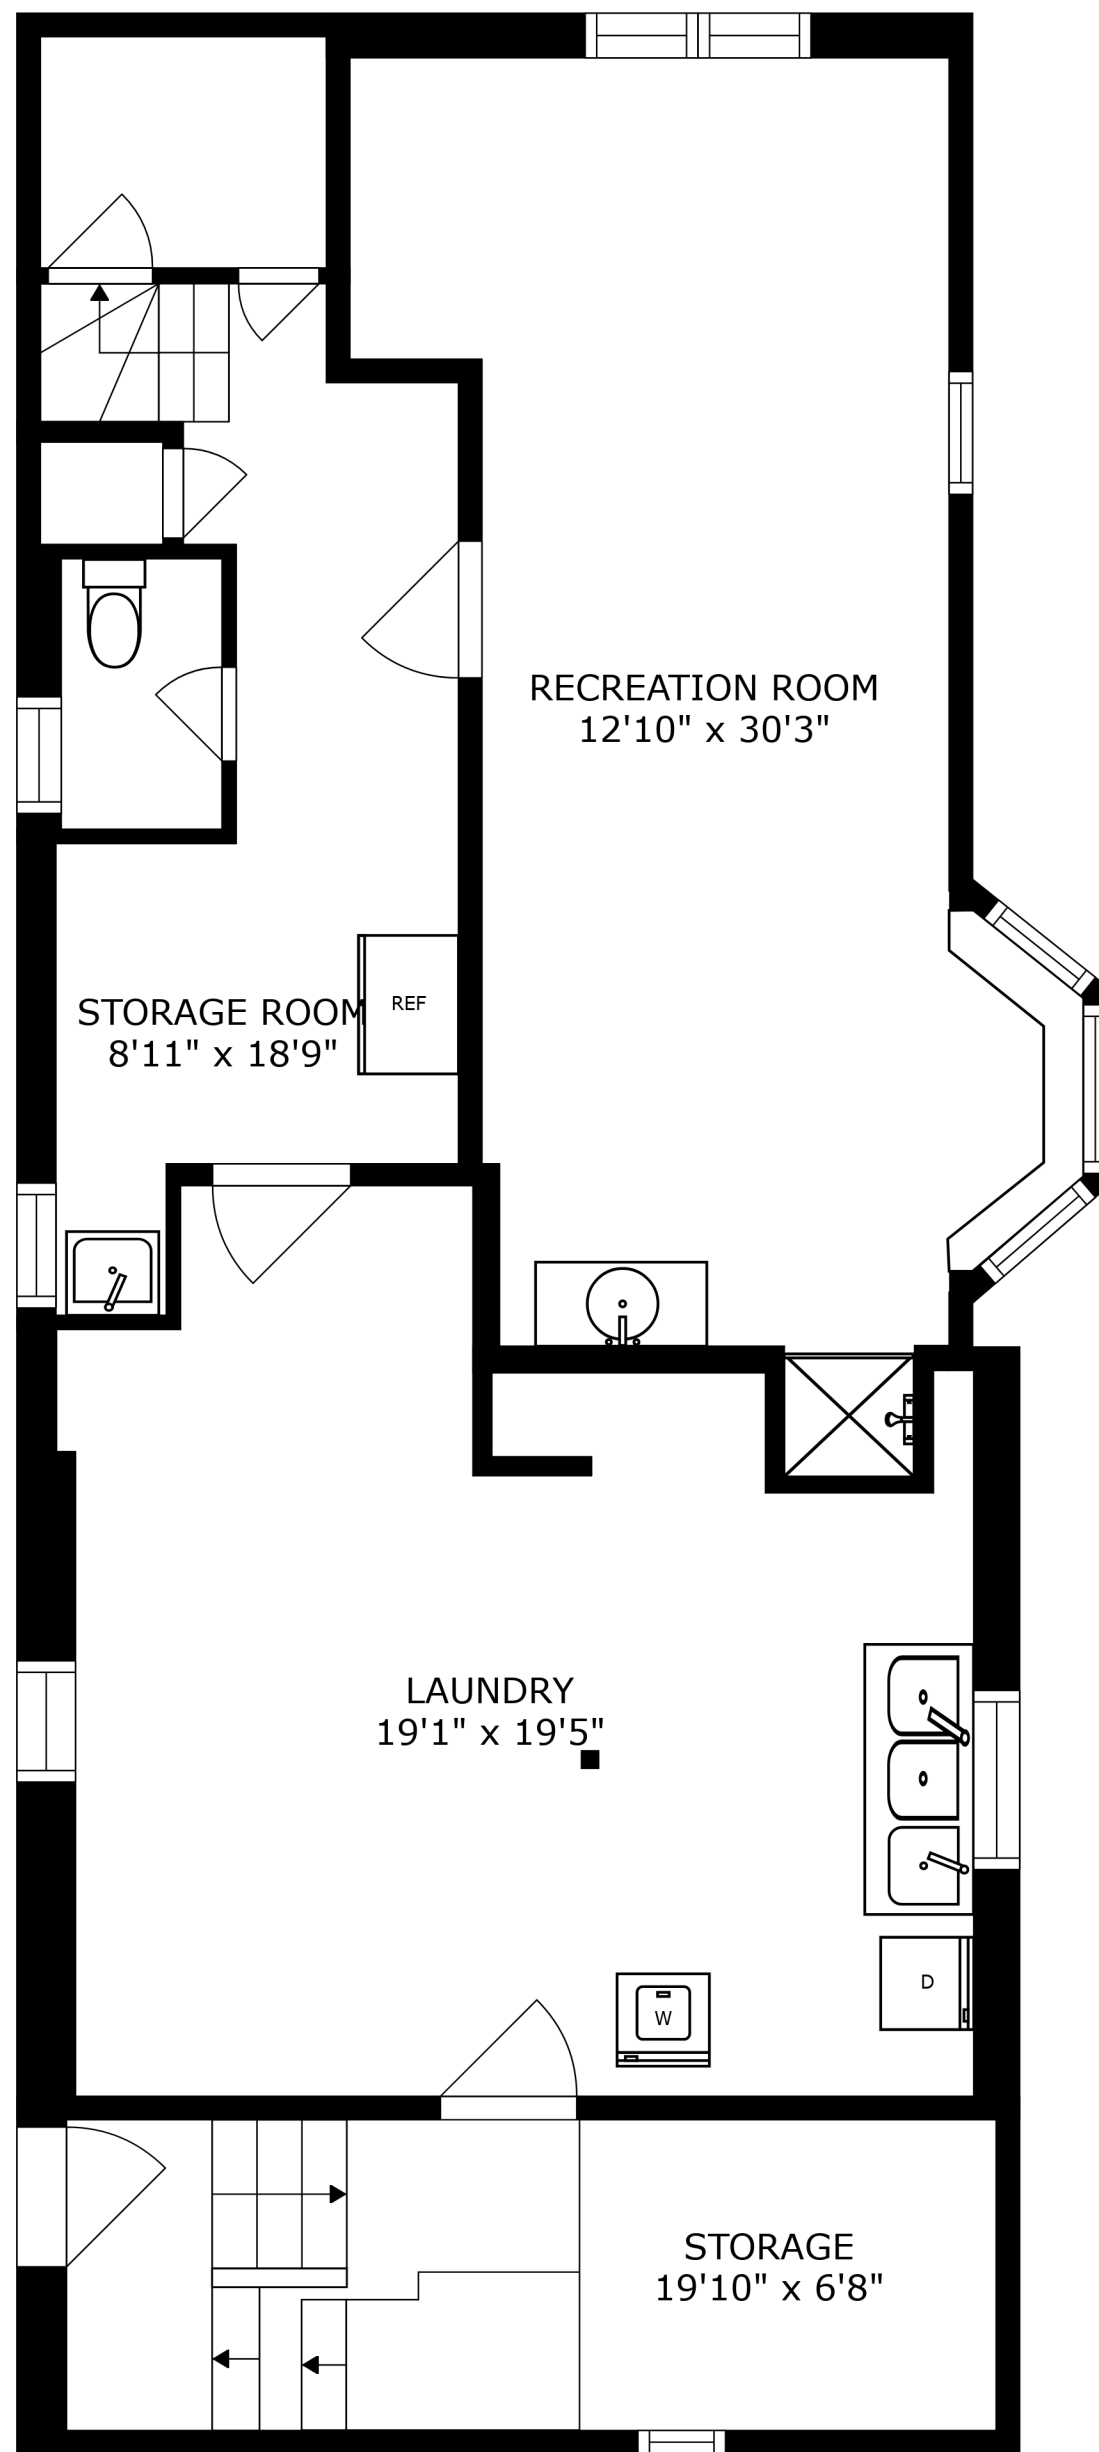 RECREATION ROOM
12'10" x 30'3"
REF
STORAGE ROOM
8'11" x 18'9"
LAUNDRY
19'1" x 19'5"
D
W
STORAGE
19'10" x 6'8"